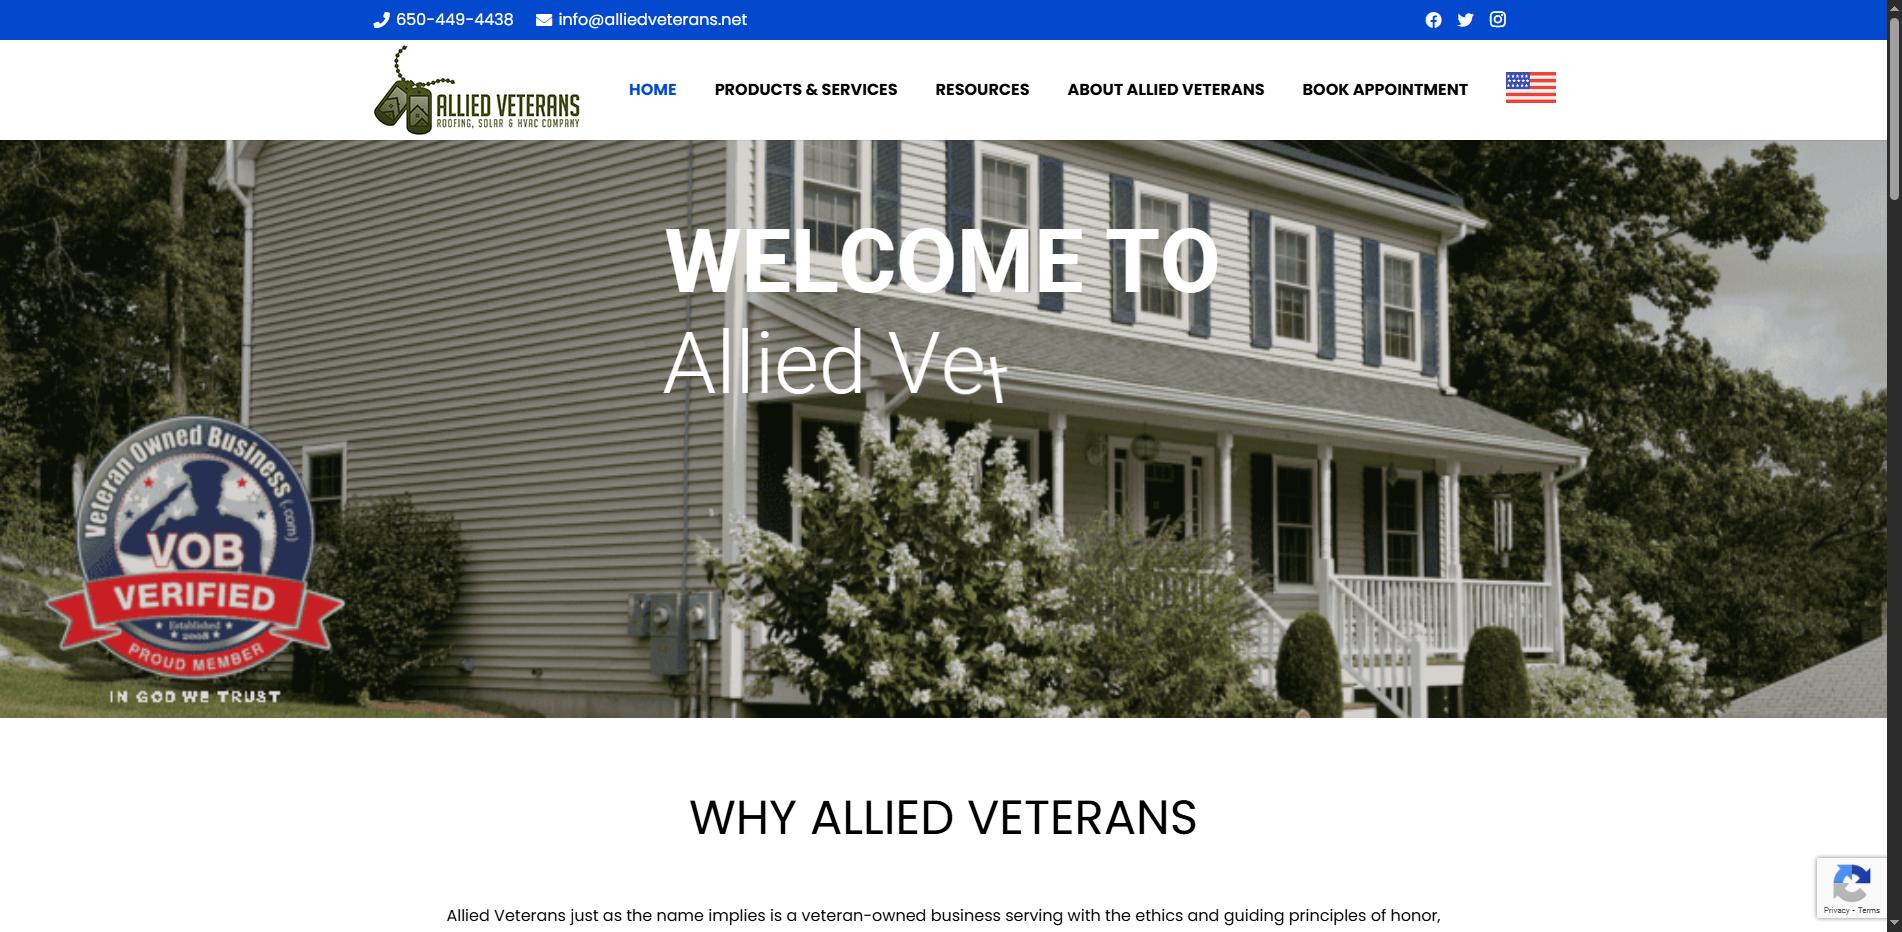 650-449-4438 info@alliedveterans.net
ALLIED VETERANS
ROOFING, SOLAR & HVAC COMPANY
HOME PRODUCTS & SERVICES RESOURCES ABOUT ALLIED VETERANS BOOK APPOINTMENT
WELCOME TO
Allied Vet
Veteran Owned Business (.com)
VOB
VERIFIED
Established
2008
PROUD MEMBER
IN GOD WE TRUST
WHY ALLIED VETERANS
Allied Veterans just as the name implies is a veteran-owned business serving with the ethics and guiding principles of honor,
Privacy - Terms